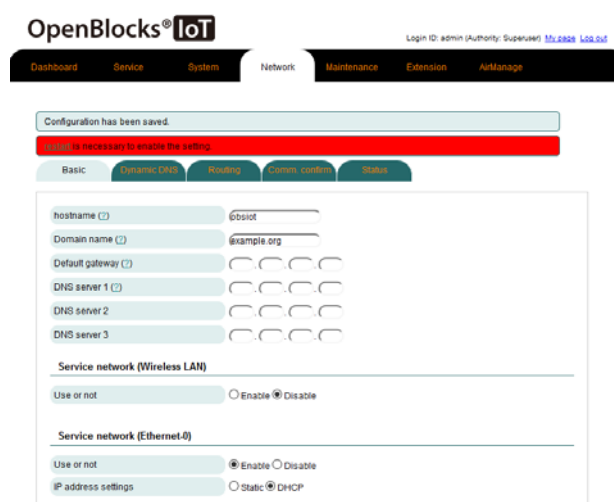 OpenBlocks® IoT
Login ID: admin (Authority: Superuser) My page Log out
Dashboard Service System Network Maintenance Extension AirManage
Configuration has been saved.
restart is necessary to enable the setting.
Basic Dynamic DNS Routing Comm. confirm Status
hostname (?) obsiot
Domain name (?) example.org
Default gateway (?) . . .
DNS server 1 (?) . . .
DNS server 2 . . .
DNS server 3 . . .
Service network (Wireless LAN)
Use or not Enable Disable
Service network (Ethernet-0)
Use or not Enable Disable
IP address settings Static DHCP